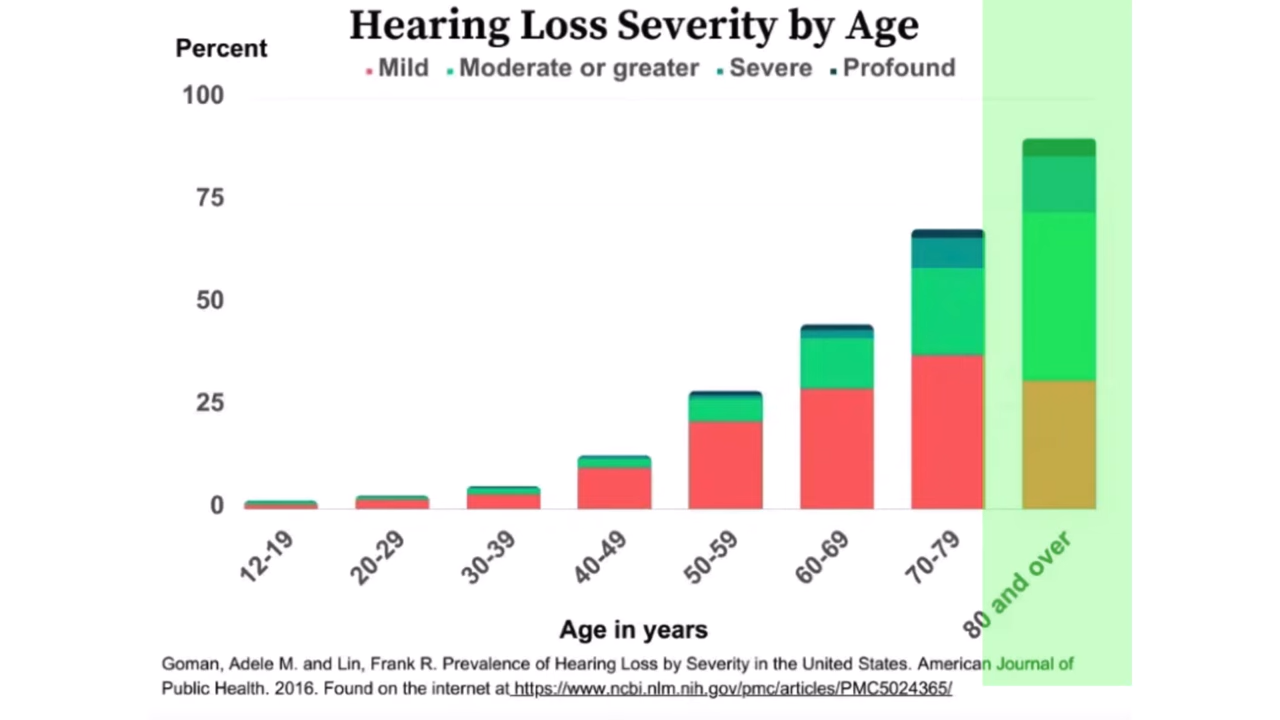 Hearing Loss Severity by Age
Percent
Mild Moderate or greater Severe Profound
100
75
50
25
0
12-19 20-29 30-39 40-49 50-59 60-69 70-79 80 and over
Age in years
Goman, Adele M. and Lin, Frank R. Prevalence of Hearing Loss by Severity in the United States. American Journal of
Public Health. 2016. Found on the internet at https://www.ncbi.nlm.nih.gov/pmc/articles/PMC5024365/